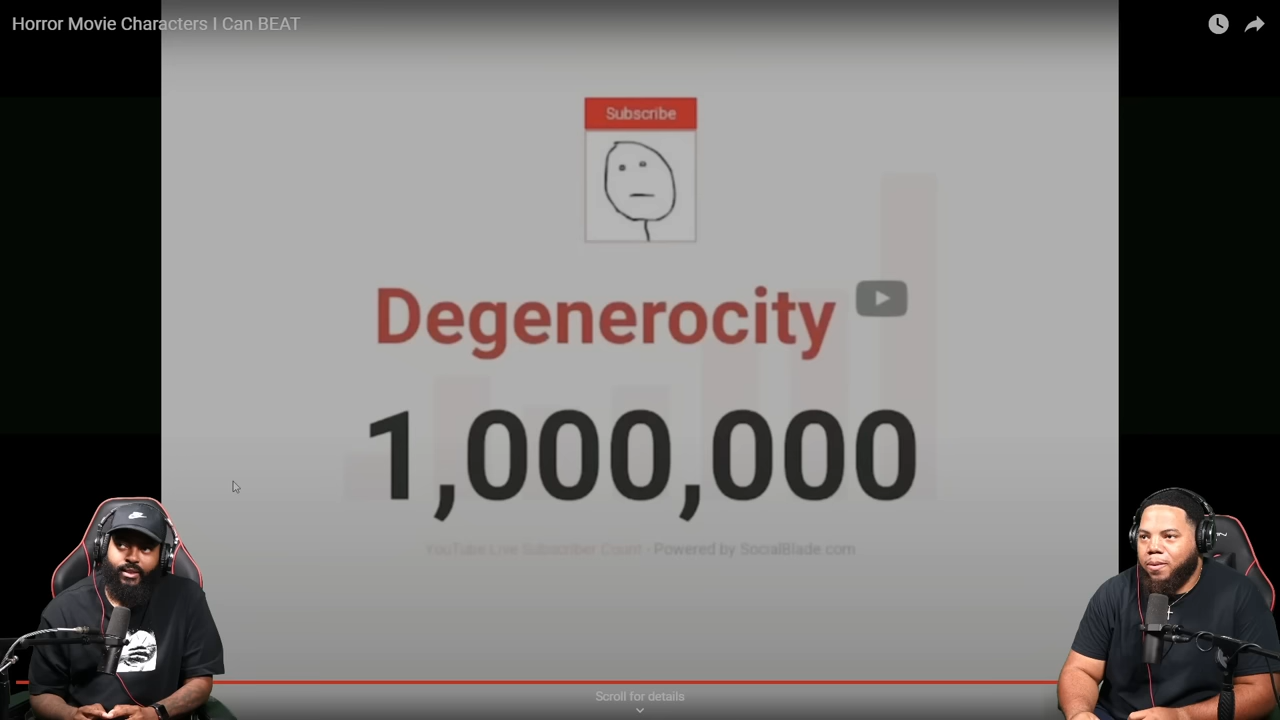 Horror Movie Characters I Can BEAT
Subscribe
Degenerocity
1,000,000
YouTube Live Subscriber Count - Powered by SocialBlade.com
Scroll for details